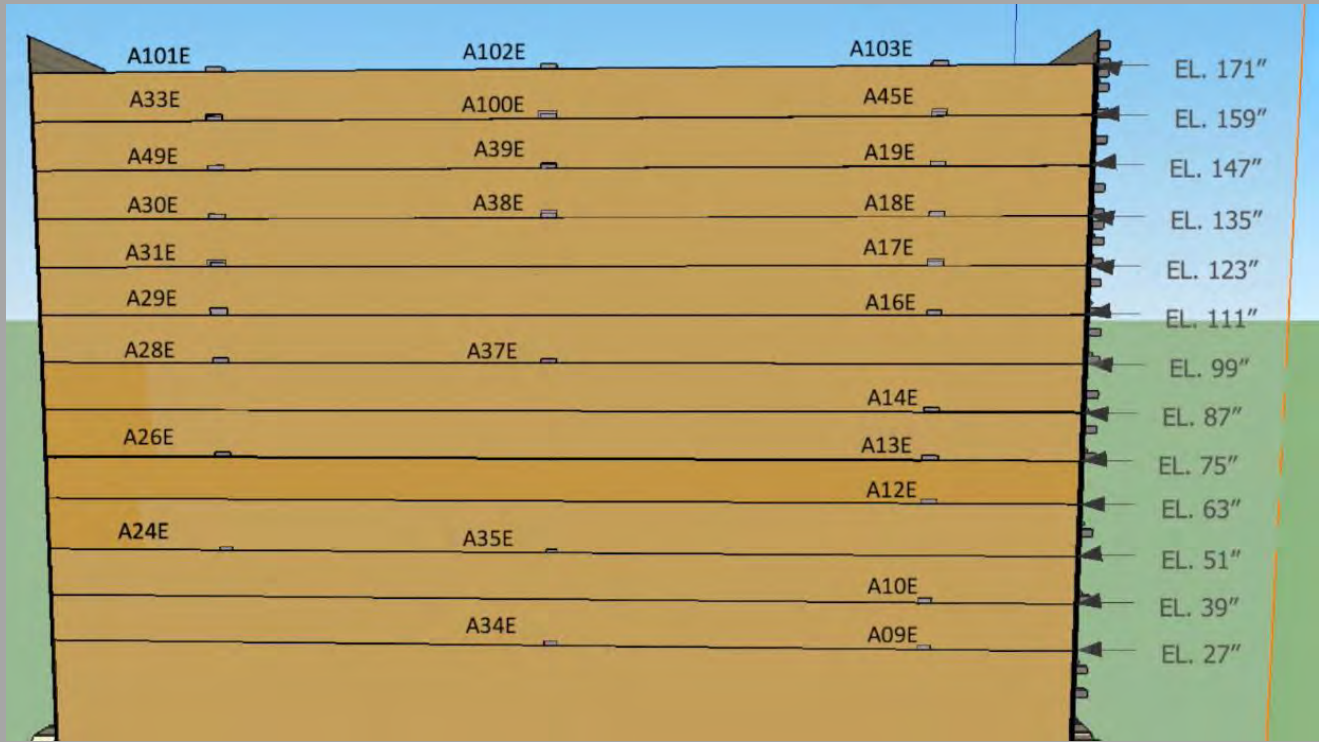 A101E A102E A103E EL. 171"
A33E A100E A45E EL. 159"
A49E A39E A19E EL. 147"
A30E A38E A18E EL. 135"
A31E A17E EL. 123"
A29E A16E EL. 111"
A28E A37E EL. 99"
A14E EL. 87"
A26E A13E EL. 75"
A12E EL. 63"
A24E A35E EL. 51"
A10E EL. 39"
A34E A09E EL. 27"